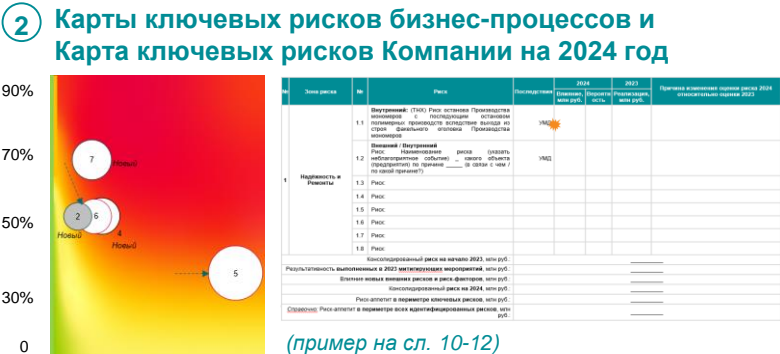 2
Карты ключевых рисков бизнес-процессов и
Карта ключевых рисков Компании на 2024 год
90%
70%
50%
30%
0
7
Новый
2
6
4
Новый
Новый
5
№
Зона риска
№
Риск
Последствия
2024
2023
Причина изменения оценки риска 2024
относительно оценки 2023
Влияние,
млн руб.
Вероятн
ость
Реализация,
млн руб.
1
Надёжность и
Ремонты
1.1
Внутренний: (ТНХ) Риск останова Производства
мономеров с последующим остановом
полимерных производств вследствие выхода из
строя факельного оголовка Производства
мономеров
УМД
1.2
Внешний / Внутренний
Риск: Наименование риска (указать
неблагоприятное событие) _ какого объекта
(предприятия) по причине _____ (в связи с чем /
по какой причине?)
УМД
1.3 Риск:
1.4 Риск:
1.5 Риск:
1.6 Риск:
1.7 Риск:
1.8 Риск:
Консолидированный риск на начало 2023, млн руб.
Результативность выполненных в 2023 митигирующих мероприятий, млн руб.
Влияние новых внешних рисков и риск-факторов, млн руб.
Консолидированный риск на 2024, млн руб.
Риск-аппетит в периметре ключевых рисков, млн руб.
Справочно: Риск-аппетит в периметре всех идентифицированных рисков, млн
руб.
(пример на сл. 10-12)